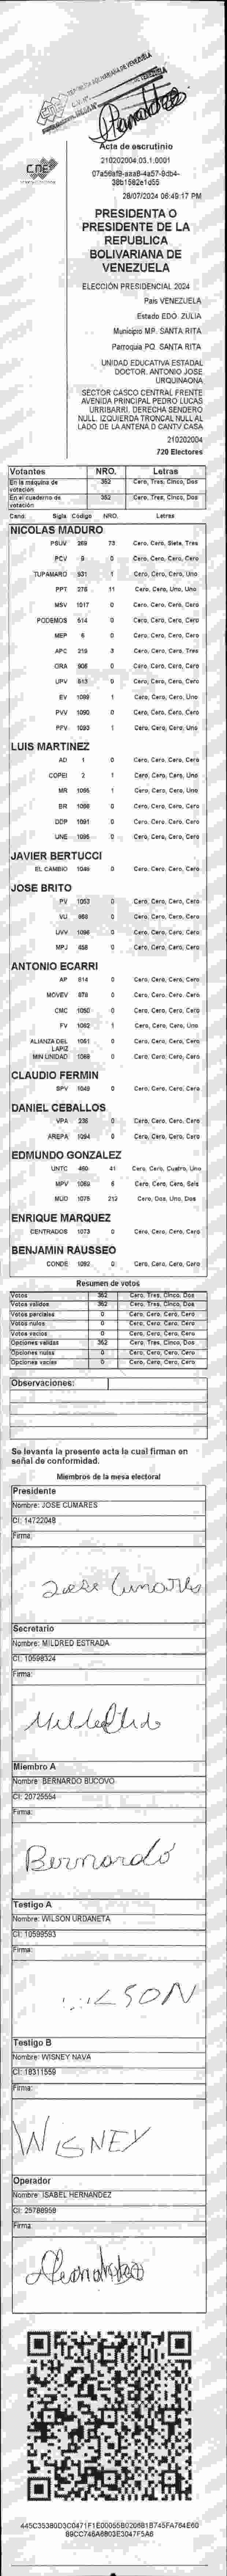 CNE
Acta de escrutinio
210202004.03.1.0001
28/07/2024 06:49:17 PM
PRESIDENTA O
PRESIDENTE DE LA
REPUBLICA
BOLIVARIANA DE
VENEZUELA
ELECCIÓN PRESIDENCIAL 2024
País VENEZUELA
Estado EDO. ZULIA
Municipio MP. SANTA RITA
Parroquia PQ. SANTA RITA
UNIDAD EDUCATIVA ESTADAL
DOCTOR. ANTONIO JOSE
URQUINAONA
SECTOR CASCO CENTRAL FRENTE
AVENIDA PRINCIPAL PEDRO LUCAS
URRIBARRI. DERECHA SENDERO
NULL. IZQUIERDA TRONCAL NULL AL
LADO DE LA ANTENA D CANTV CASA
210202004
720 Electores
Votantes NRO. Letras
En la máquina de votación 352 Cero, Tres, Cinco, Dos
En el cuaderno de votación 352 Cero, Tres, Cinco, Dos
Cand. Sigla Código NRO. Letras
NICOLAS MADURO
PSUV 269 73 Cero, Cero, Siete, Tres
PCV 0 Cero, Cero, Cero, Cero
TUPAMARO 931 1 Cero, Cero, Cero, Uno
PPT 275 11 Cero, Cero, Uno, Uno
MSV 1017 0 Cero, Cero, Cero, Cero
PODEMOS 614 0 Cero, Cero, Cero, Cero
MEP 6 0 Cero, Cero, Cero, Cero
APC 219 3 Cero, Cero, Cero, Tres
ORA 906 0 Cero, Cero, Cero, Cero
UPV 613 0 Cero, Cero, Cero, Cero
EV 1089 1 Cero, Cero, Cero, Uno
PVV 1090 0 Cero, Cero, Cero, Cero
PFV 1093 1 Cero, Cero, Cero, Uno
LUIS MARTINEZ
AD 1 0 Cero, Cero, Cero, Cero
COPEI 2 1 Cero, Cero, Cero, Uno
MR 1055 1 Cero, Cero, Cero, Uno
BR 1098 0 Cero, Cero, Cero, Cero
DDP 1091 0 Cero, Cero, Cero, Cero
UNE 1095 0 Cero, Cero, Cero, Cero
JAVIER BERTUCCI
EL CAMBIO 1049 0 Cero, Cero, Cero, Cero
JOSE BRITO
PV 1053 0 Cero, Cero, Cero, Cero
VU 969 0 Cero, Cero, Cero, Cero
UVV 1096 0 Cero, Cero, Cero, Cero
MPJ 458 0 Cero, Cero, Cero, Cero
ANTONIO ECARRI
AP 814 0 Cero, Cero, Cero, Cero
MOVEV 878 0 Cero, Cero, Cero, Cero
CMC 1050 0 Cero, Cero, Cero, Cero
FV 1062 1 Cero, Cero, Cero, Uno
ALIANZA DEL LAPIZ 1051 0 Cero, Cero, Cero, Cero
MIN UNIDAD 1068 0 Cero, Cero, Cero, Cero
CLAUDIO FERMIN
SPV 1048 0 Cero, Cero, Cero, Cero
DANIEL CEBALLOS
VPA 236 0 Cero, Cero, Cero, Cero
AREPA 1094 0 Cero, Cero, Cero, Cero
EDMUNDO GONZALEZ
UNTC 460 41 Cero, Cero, Cuatro, Uno
MPV 1069 6 Cero, Cero, Cero, Seis
MUD 1075 212 Cero, Dos, Uno, Dos
ENRIQUE MARQUEZ
CENTRADOS 1073 0 Cero, Cero, Cero, Cero
BENJAMIN RAUSSEO
CONDE 1092 0 Cero, Cero, Cero, Cero
Resumen de votos
Votos 352 Cero, Tres, Cinco, Dos
Votos válidos 352 Cero, Tres, Cinco, Dos
Votos parciales 0 Cero, Cero, Cero, Cero
Votos nulos 0 Cero, Cero, Cero, Cero
Votos vacíos 0 Cero, Cero, Cero, Cero
Opciones válidas 352 Cero, Tres, Cinco, Dos
Opciones nulas 0 Cero, Cero, Cero, Cero
Opciones vacías 0 Cero, Cero, Cero, Cero
Observaciones:
Se levanta la presente acta la cual firman en
señal de conformidad.
Miembros de la mesa electoral
Presidente
Nombre: JOSE CUMARES
CI: 14722048
Firma:
Jose Cumares
Secretario
Nombre: MILDRED ESTRADA
CI: 10598324
Firma:
Miembro A
Nombre: BERNARDO BUCOVO
CI: 20725554
Firma:
Bernardo
Testigo A
Nombre: WILSON URDANETA
CI: 10599593
Firma:
WILSON
Testigo B
Nombre: WISNEY NAVA
CI: 18311559
Firma:
WISNEY
Operador
Nombre: ISABEL HERNANDEZ
CI: 25788958
Firma: